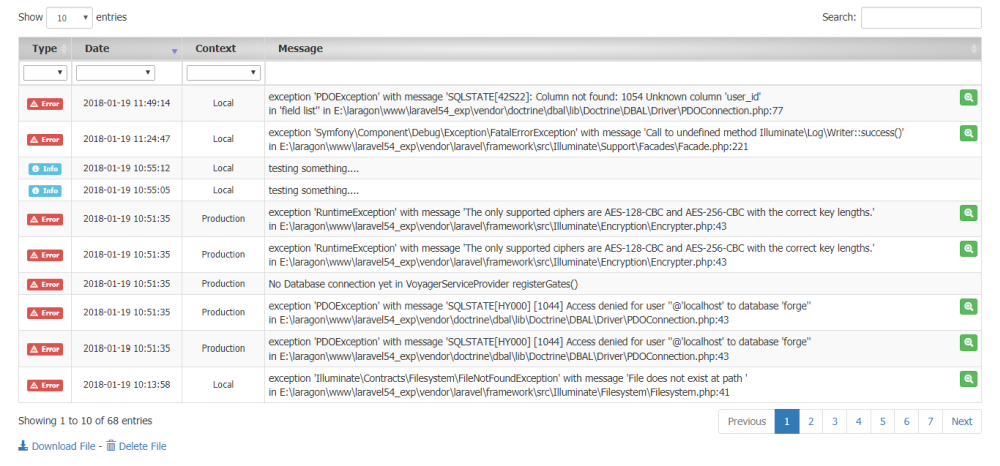 Show 10 entries Search:
Type Date Context Message
Error 2018-01-19 11:49:14 Local exception 'PDOException' with message 'SQLSTATE[42S22]: Column not found: 1054 Unknown column 'user_id'
in 'field list'' in E:\laragon\www\laravel54_exp\vendor\doctrine\dbal\lib\Doctrine\DBAL\Driver\PDOConnection.php:77
Error 2018-01-19 11:24:47 Local exception 'Symfony\Component\Debug\Exception\FatalErrorException' with message 'Call to undefined method Illuminate\Log\Writer::success()'
in E:\laragon\www\laravel54_exp\vendor\laravel\framework\src\Illuminate\Support\Facades\Facade.php:221
Info 2018-01-19 10:55:12 Local testing something....
Info 2018-01-19 10:55:05 Local testing something....
Error 2018-01-19 10:51:35 Production exception 'RuntimeException' with message 'The only supported ciphers are AES-128-CBC and AES-256-CBC with the correct key lengths.'
in E:\laragon\www\laravel54_exp\vendor\laravel\framework\src\Illuminate\Encryption\Encrypter.php:43
Error 2018-01-19 10:51:35 Production exception 'RuntimeException' with message 'The only supported ciphers are AES-128-CBC and AES-256-CBC with the correct key lengths.'
in E:\laragon\www\laravel54_exp\vendor\laravel\framework\src\Illuminate\Encryption\Encrypter.php:43
Error 2018-01-19 10:51:35 Production No Database connection yet in VoyagerServiceProvider registerGates()
Error 2018-01-19 10:51:35 Production exception 'PDOException' with message 'SQLSTATE[HY000] [1044] Access denied for user ''@'localhost' to database 'forge''
in E:\laragon\www\laravel54_exp\vendor\doctrine\dbal\lib\Doctrine\DBAL\Driver\PDOConnection.php:43
Error 2018-01-19 10:51:35 Production exception 'PDOException' with message 'SQLSTATE[HY000] [1044] Access denied for user ''@'localhost' to database 'forge''
in E:\laragon\www\laravel54_exp\vendor\doctrine\dbal\lib\Doctrine\DBAL\Driver\PDOConnection.php:43
Error 2018-01-19 10:13:58 Local exception 'Illuminate\Contracts\Filesystem\FileNotFoundException' with message 'File does not exist at path '
in E:\laragon\www\laravel54_exp\vendor\laravel\framework\src\Illuminate\Filesystem\Filesystem.php:41
Showing 1 to 10 of 68 entries Previous 1 2 3 4 5 6 7 Next
Download File - Delete File